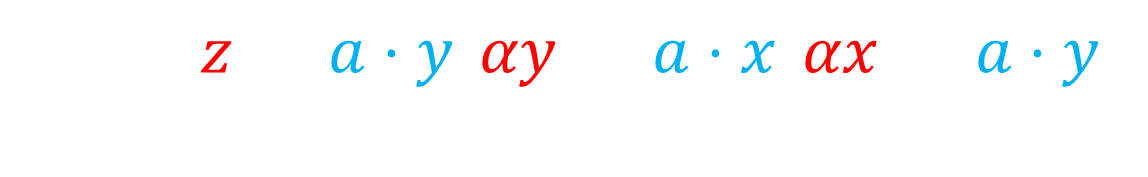 z a · y αy a · x αx a · y